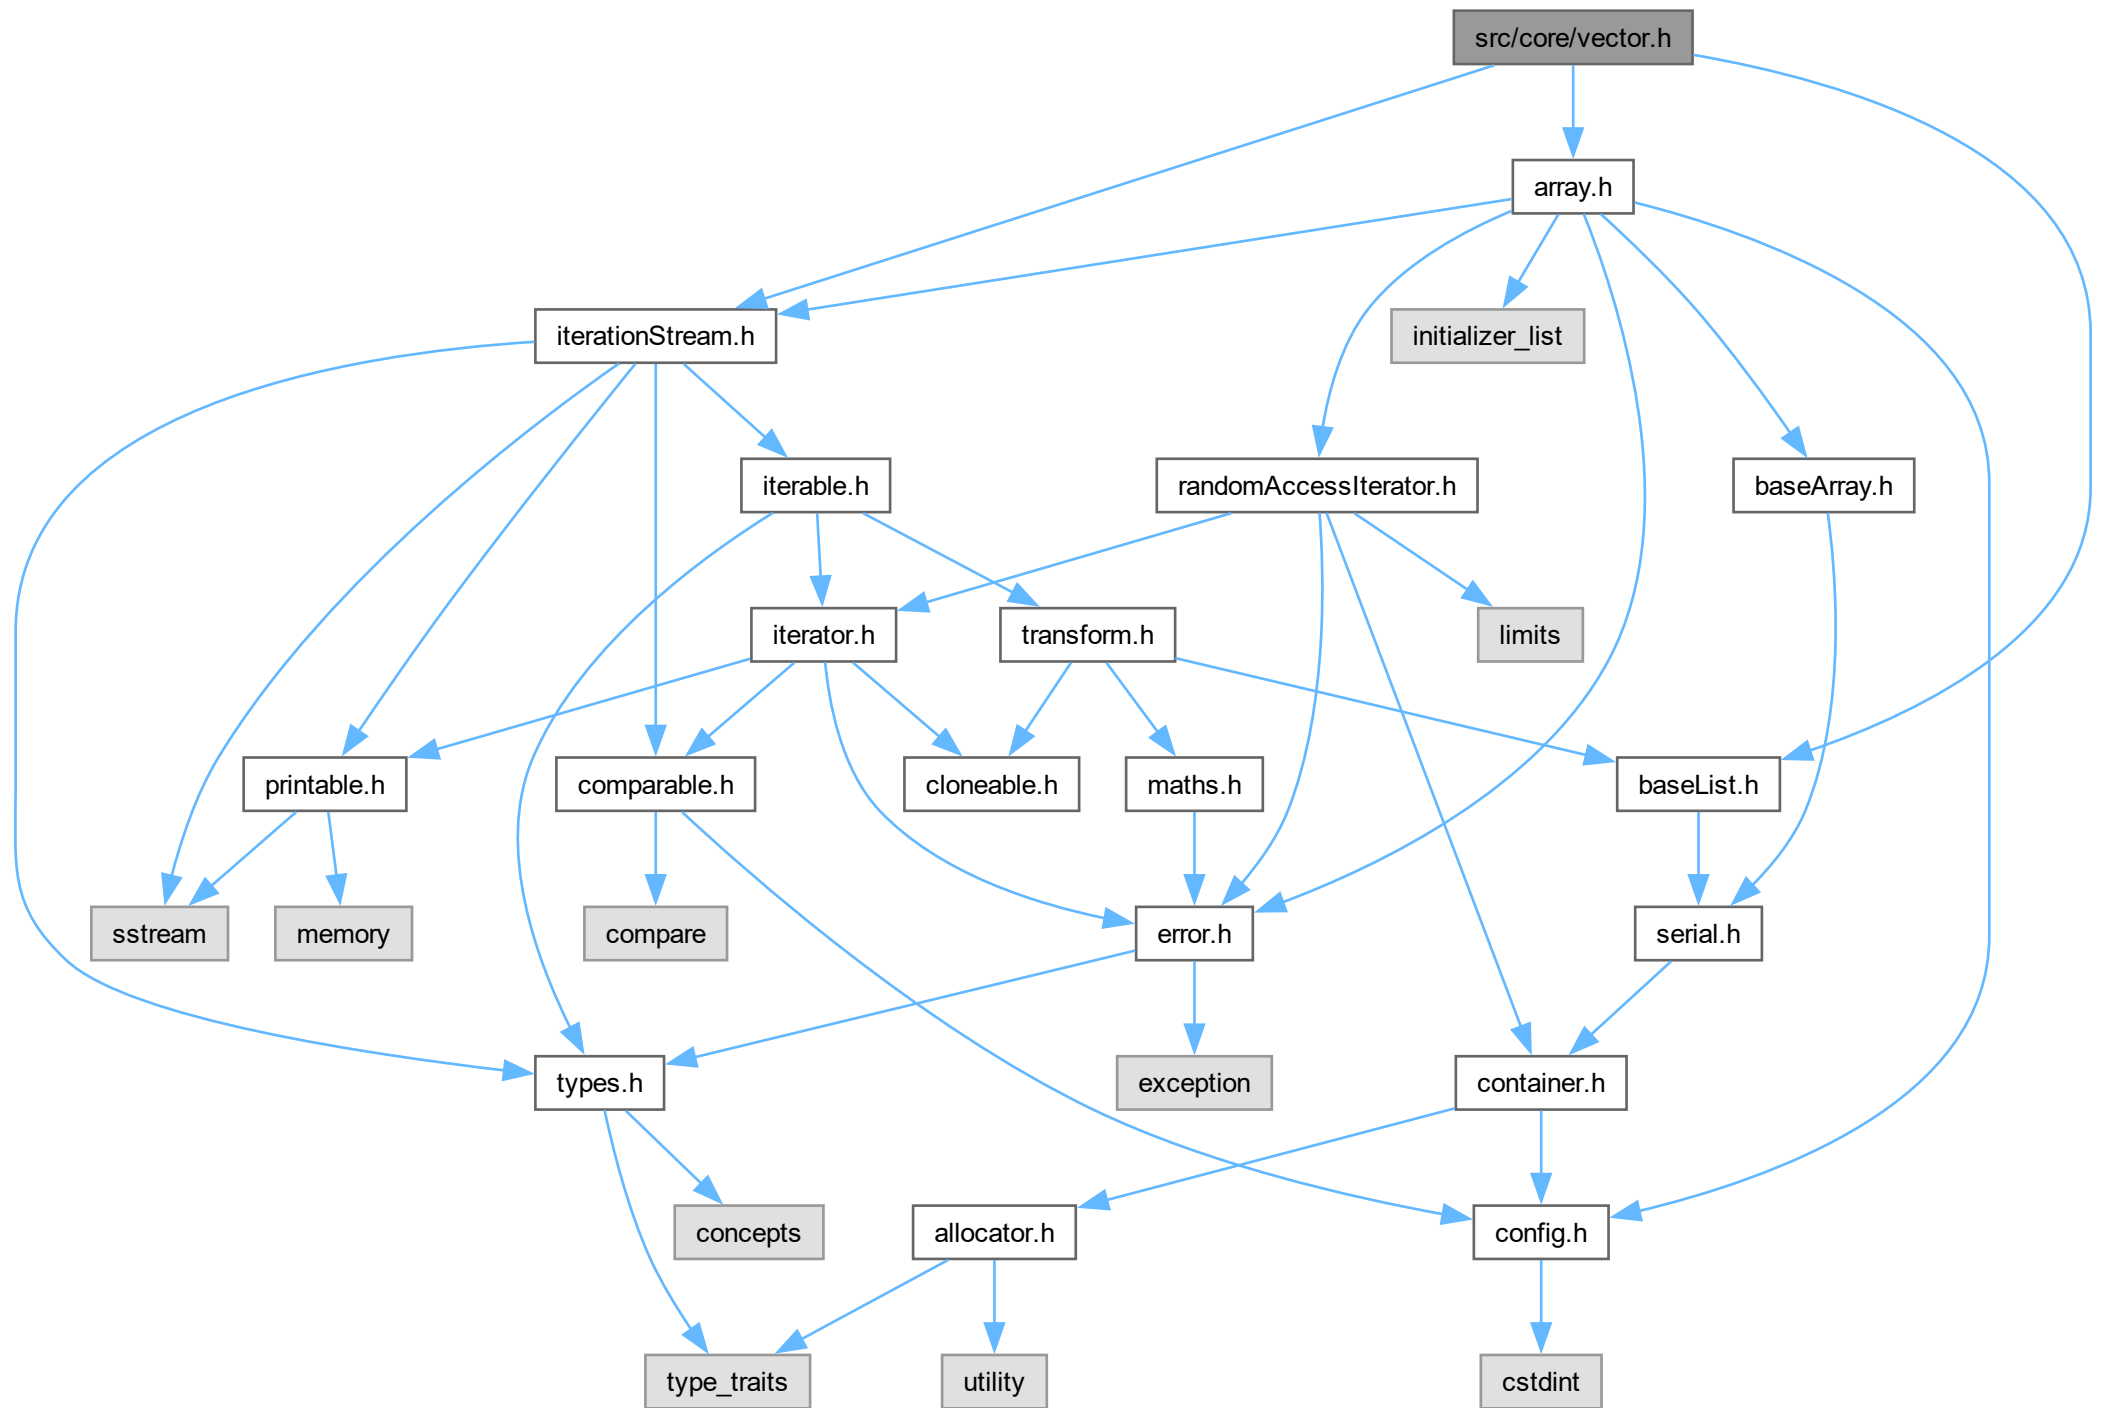 src/core/vector.h
array.h
iterationStream.h
initializer_list
iterable.h
randomAccessIterator.h
baseArray.h
iterator.h
transform.h
limits
printable.h
comparable.h
cloneable.h
maths.h
baseList.h
sstream
memory
compare
error.h
serial.h
types.h
exception
container.h
concepts
allocator.h
config.h
type_traits
utility
cstdint